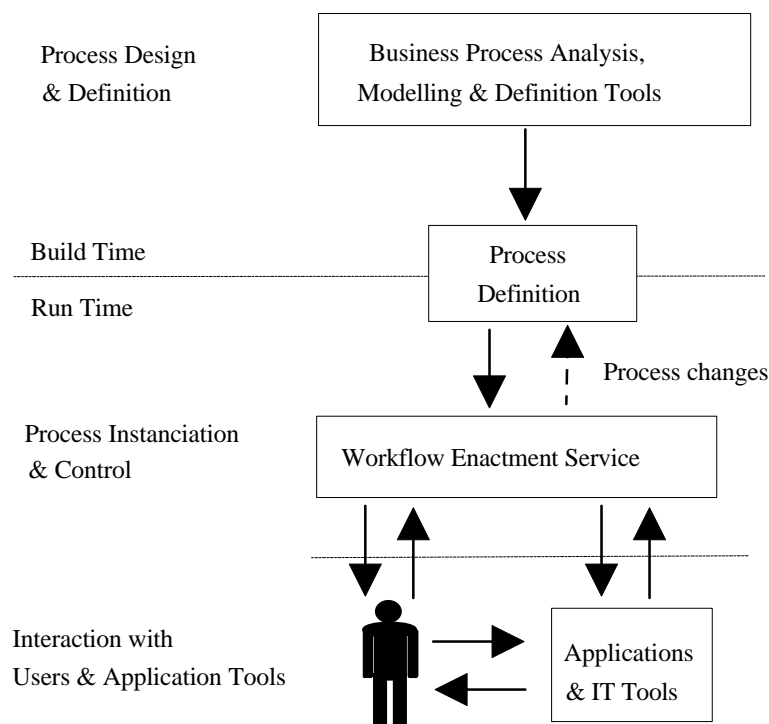 Process Design
& Definition
Business Process Analysis,
Modelling & Definition Tools
Build Time
Run Time
Process
Definition
Process changes
Process Instanciation
& Control
Workflow Enactment Service
Interaction with
Users & Application Tools
Applications
& IT Tools